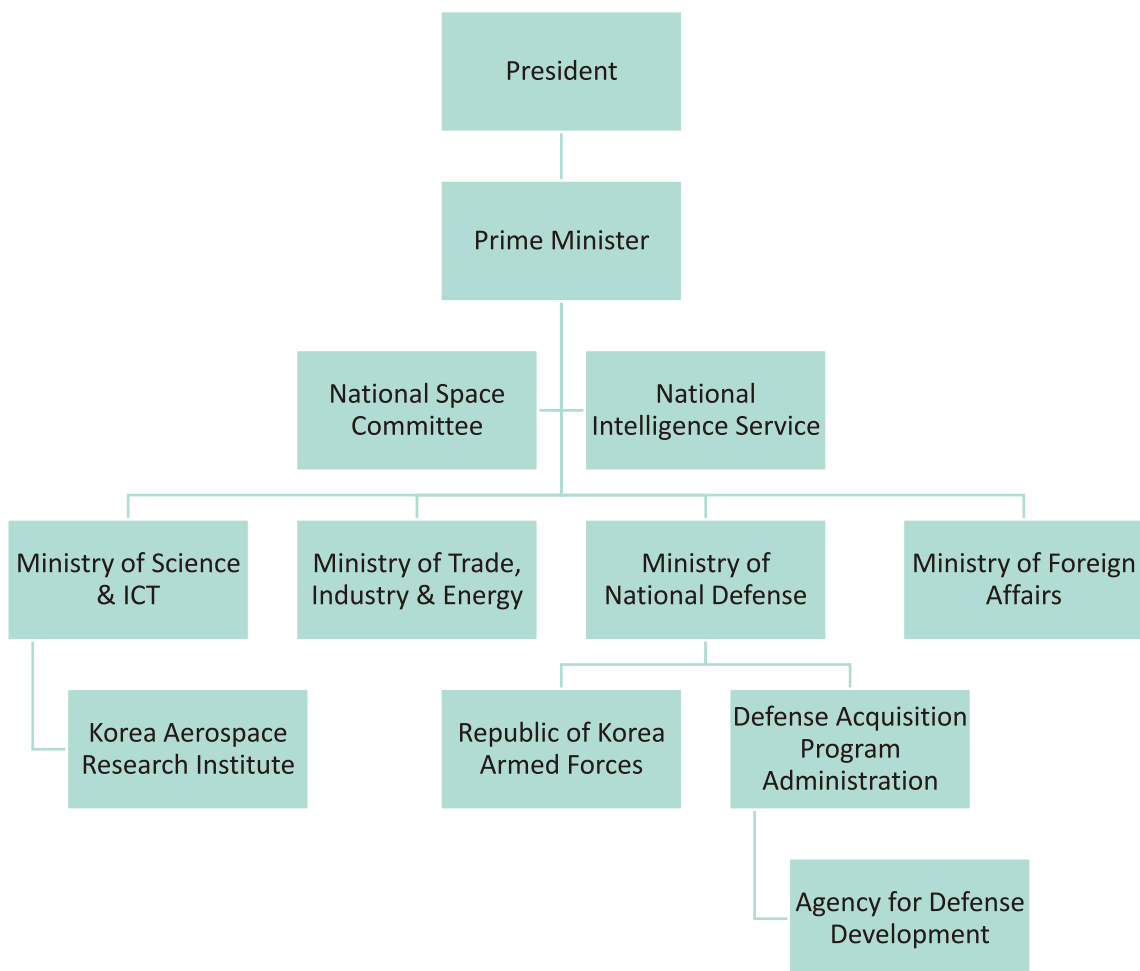 President
Prime Minister
National Space
Committee
National
Intelligence Service
Ministry of Science
& ICT
Ministry of Trade,
Industry & Energy
Ministry of
National Defense
Ministry of Foreign
Affairs
Korea Aerospace
Research Institute
Republic of Korea
Armed Forces
Defense Acquisition
Program
Administration
Agency for Defense
Development